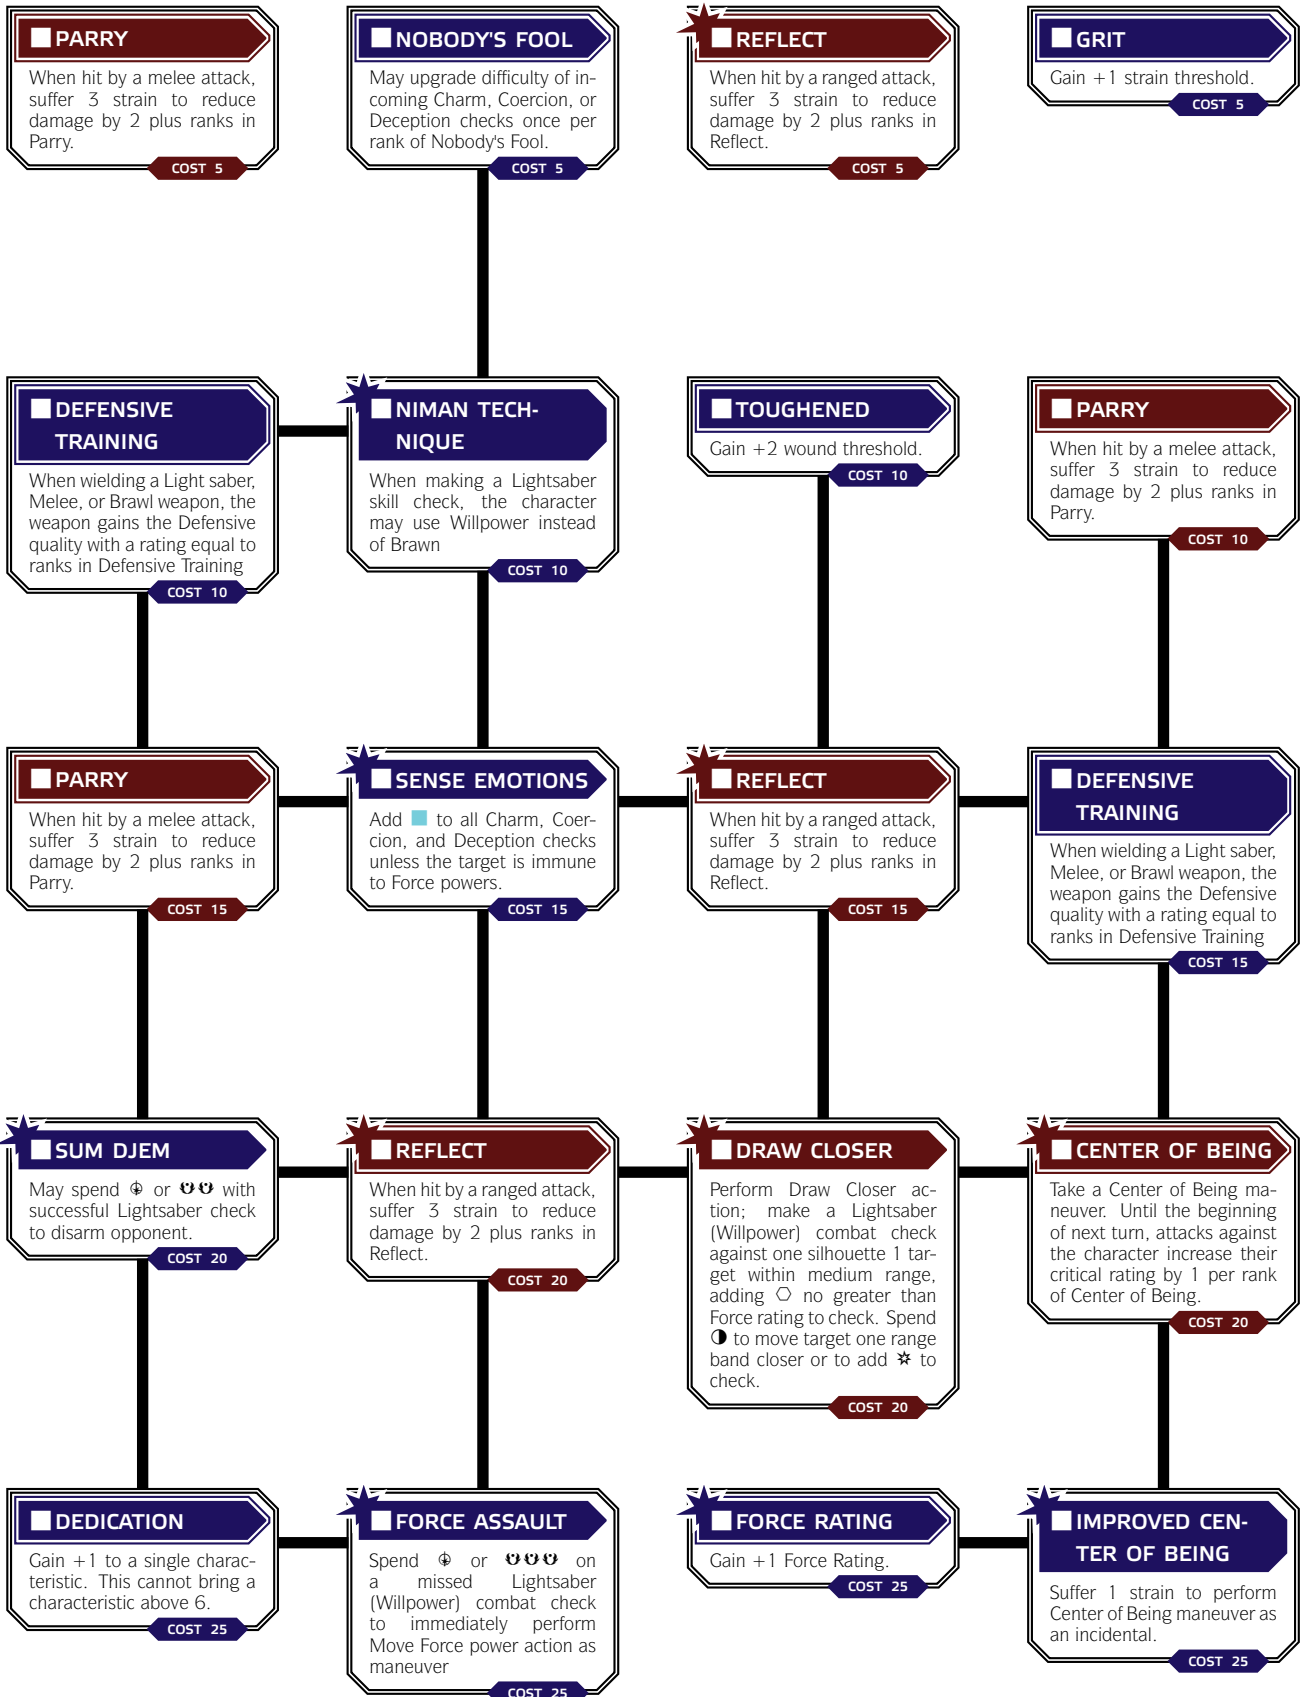 PARRY
When hit by a melee attack,
suffer 3 strain to reduce
damage by 2 plus ranks in
Parry.
COST 5
NOBODY'S FOOL
May upgrade difficulty of in-
coming Charm, Coercion, or
Deception checks once per
rank of Nobody's Fool.
COST 5
REFLECT
When hit by a ranged attack,
suffer 3 strain to reduce
damage by 2 plus ranks in
Reflect.
COST 5
GRIT
Gain +1 strain threshold.
COST 5
DEFENSIVE
TRAINING
When wielding a Light saber,
Melee, or Brawl weapon, the
weapon gains the Defensive
quality with a rating equal to
ranks in Defensive Training
COST 10
NIMAN TECH-
NIQUE
When making a Lightsaber
skill check, the character
may use Willpower instead
of Brawn
COST 10
TOUGHENED
Gain +2 wound threshold.
COST 10
PARRY
When hit by a melee attack,
suffer 3 strain to reduce
damage by 2 plus ranks in
Parry.
COST 10
PARRY
When hit by a melee attack,
suffer 3 strain to reduce
damage by 2 plus ranks in
Parry.
COST 15
SENSE EMOTIONS
Add to all Charm, Coer-
cion, and Deception checks
unless the target is immune
to Force powers.
COST 15
REFLECT
When hit by a ranged attack,
suffer 3 strain to reduce
damage by 2 plus ranks in
Reflect.
COST 15
DEFENSIVE
TRAINING
When wielding a Light saber,
Melee, or Brawl weapon, the
weapon gains the Defensive
quality with a rating equal to
ranks in Defensive Training
COST 15
SUM DJEM
May spend or with
successful Lightsaber check
to disarm opponent.
COST 20
REFLECT
When hit by a ranged attack,
suffer 3 strain to reduce
damage by 2 plus ranks in
Reflect.
COST 20
DRAW CLOSER
Perform Draw Closer ac-
tion; make a Lightsaber
(Willpower) combat check
against one silhouette 1 tar-
get within medium range,
adding no greater than
Force rating to check. Spend
to move target one range
band closer or to add to
check.
COST 20
CENTER OF BEING
Take a Center of Being ma-
neuver. Until the beginning
of next turn, attacks against
the character increase their
critical rating by 1 per rank
of Center of Being.
COST 20
DEDICATION
Gain +1 to a single charac-
teristic. This cannot bring a
characteristic above 6.
COST 25
FORCE ASSAULT
Spend or on
a missed Lightsaber
(Willpower) combat check
to immediately perform
Move Force power action as
maneuver
COST 25
FORCE RATING
Gain +1 Force Rating.
COST 25
IMPROVED CEN-
TER OF BEING
Suffer 1 strain to perform
Center of Being maneuver as
an incidental.
COST 25